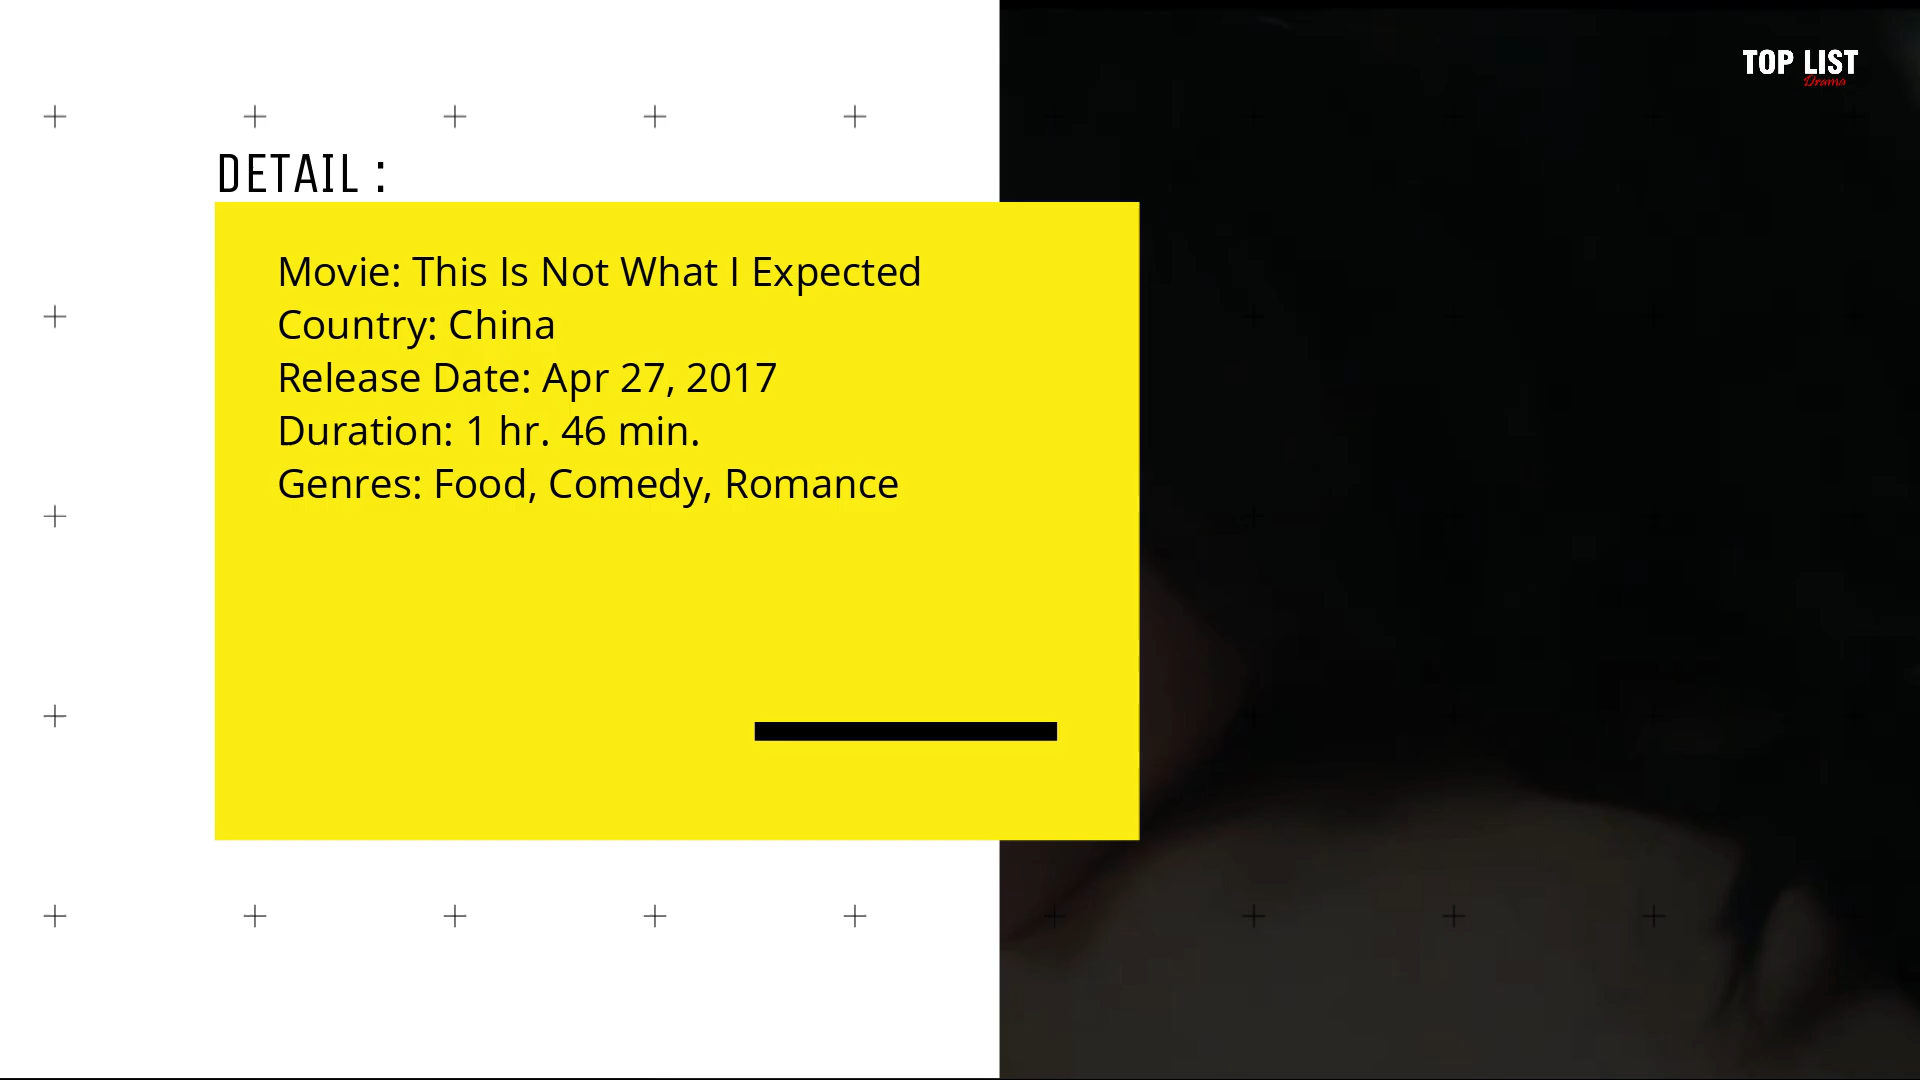 TOP LIST
Drama
DETAIL :
Movie: This Is Not What I Expected
Country: China
Release Date: Apr 27, 2017
Duration: 1 hr. 46 min.
Genres: Food, Comedy, Romance